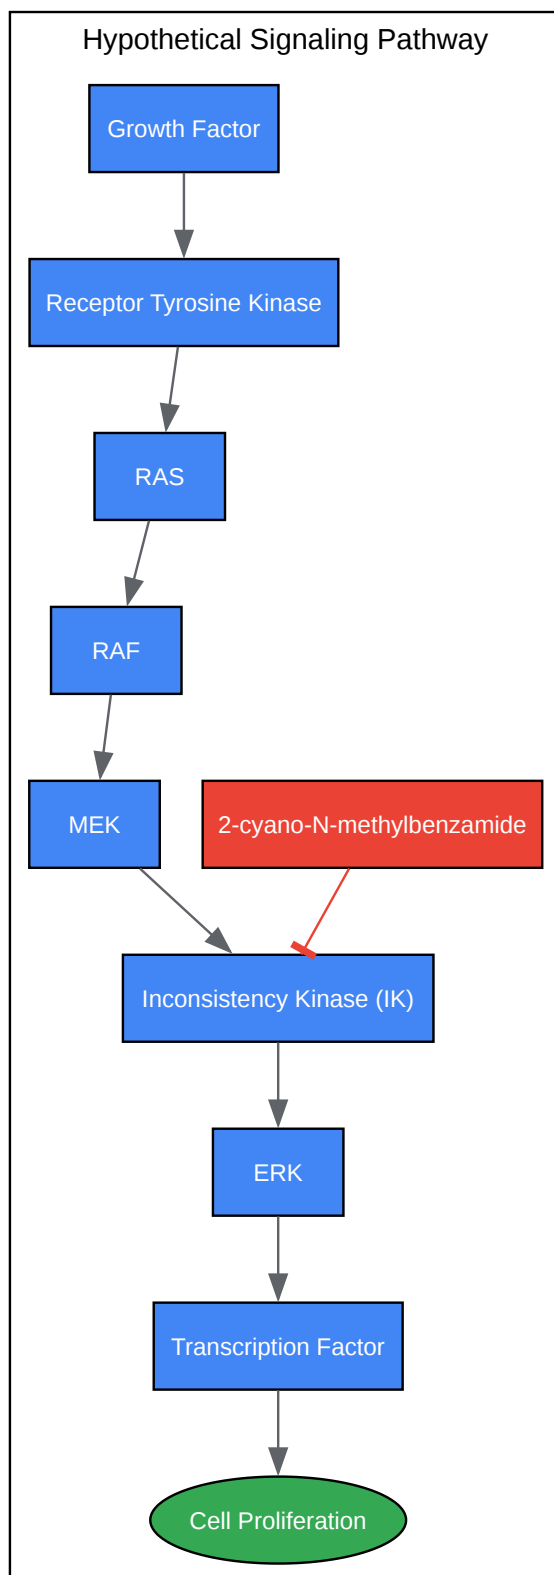 Hypothetical Signaling Pathway
Growth Factor
Receptor Tyrosine Kinase
RAS
RAF
MEK
2-cyano-N-methylbenzamide
Inconsistency Kinase (IK)
ERK
Transcription Factor
Cell Proliferation